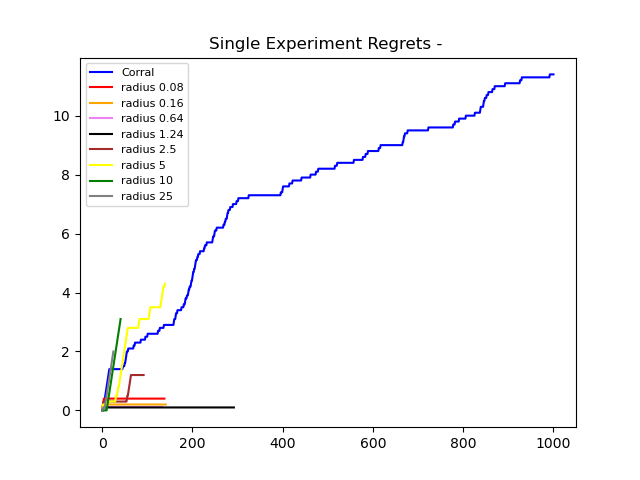 Single Experiment Regrets -
Corral
radius 0.08
radius 0.16
radius 0.64
radius 1.24
radius 2.5
radius 5
radius 10
radius 25
10
8
6
4
2
0
0 200 400 600 800 1000